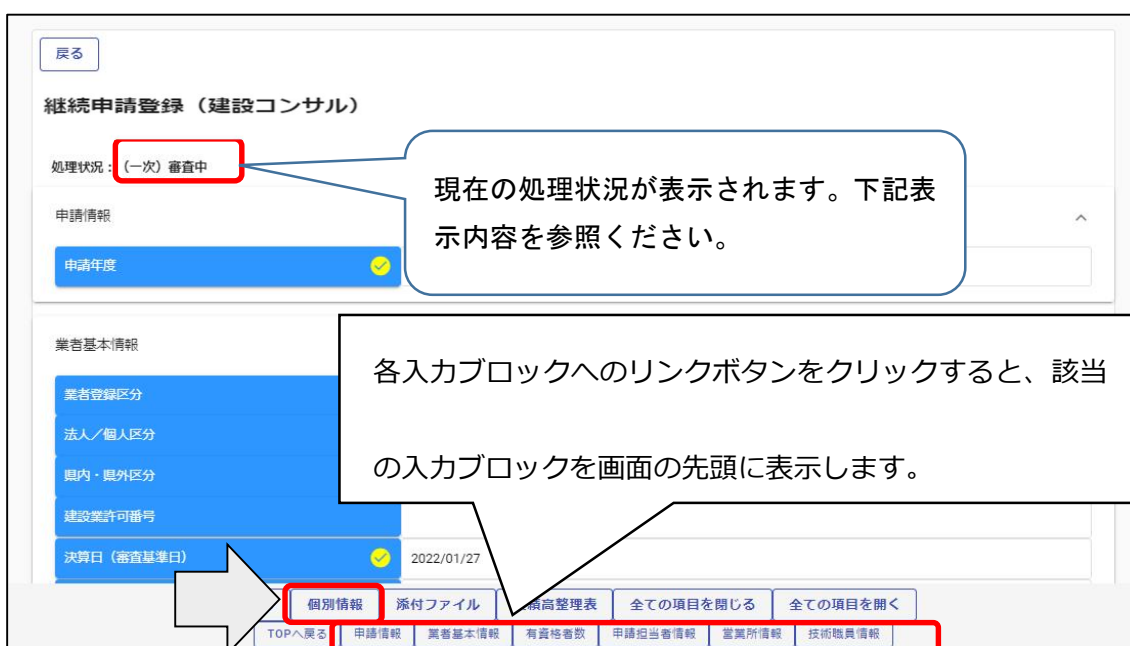 戻る
継続申請登録（建設コンサル）
処理状況：（一次）審査中
現在の処理状況が表示されます。下記表
示内容を参照ください。
申請情報
申請年度
業者基本情報
各入力ブロックへのリンクボタンをクリックすると、該当
の入力ブロックを画面の先頭に表示します。
業者登録区分
法人／個人区分
県内・県外区分
建設業許可番号
決算日（審査基準日） 2022/01/27
個別情報 添付ファイル 績高整理表 全ての項目を閉じる 全ての項目を開く
TOPへ戻る 申請情報 業者基本情報 有資格者数 申請担当者情報 営業所情報 技術職員情報